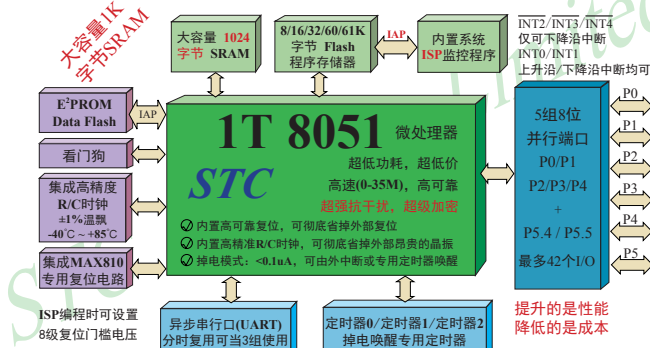 大容量1K
字节SRAM
大容量 1024
字节 SRAM
8/16/32/60/61K
字节 Flash
程序存储器
IAP
内置系统
ISP监控程序
INT2/INT3/INT4
仅可下降沿中断
INT0/INT1
上升沿/下降沿中断均可
E²PROM
Data Flash
IAP
看门狗
集成高精度
R/C时钟
±1%温飘
-40℃~+85℃
集成MAX810
专用复位电路
ISP编程时可设置
8级复位门槛电压
1T 8051 微处理器
STC
超低功耗，超低价
高速(0-35M)，高可靠
超强抗干扰，超级加密
内置高可靠复位，可彻底省掉外部复位
内置高精准R/C时钟，可彻底省掉外部昂贵的晶振
掉电模式：<0.1uA，可由外中断或专用定时器唤醒
5组8位
并行端口
P0/P1
P2/P3/P4
+
P5.4 / P5.5
最多42个I/O
P0
P1
P2
P3
P4
P5
异步串行口(UART)
分时复用可当3组使用
定时器0/定时器1/定时器2
掉电唤醒专用定时器
提升的是性能
降低的是成本
Limited